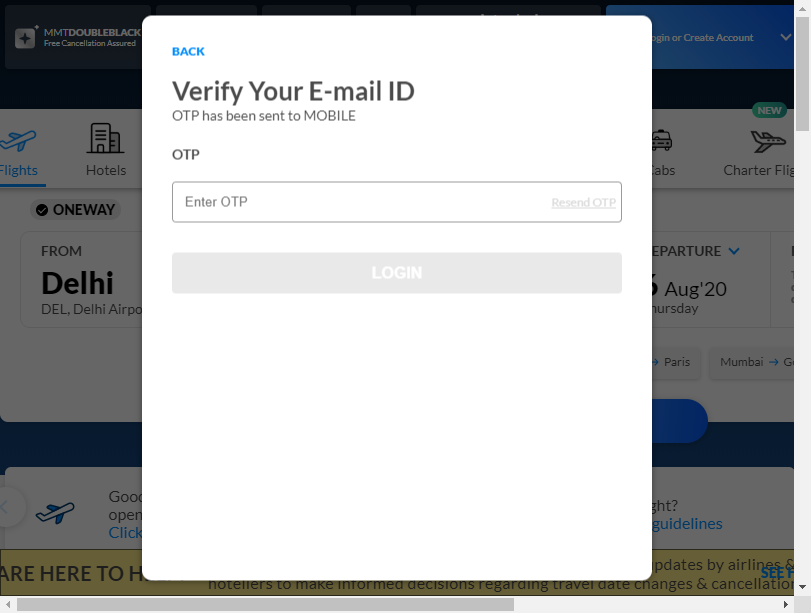 MMTDOUBLEBLACK
Free Cancellation Assured
Login or Create Account
BACK
Verify Your E-mail ID
OTP has been sent to MOBILE
OTP
Enter OTP
Resend OTP
LOGIN
NEW
Flights
Hotels
Cabs
Charter Flig
ONEWAY
FROM
Delhi
DEL, Delhi Airpo
EPARTURE
6 Aug'20
hursday
→ Paris
Mumbai →
Good
open
Click
ght?
guidelines
ARE HERE TO H
updates by airlines &
SEE
hoteliers to make informed decisions regarding travel date changes & cancellation